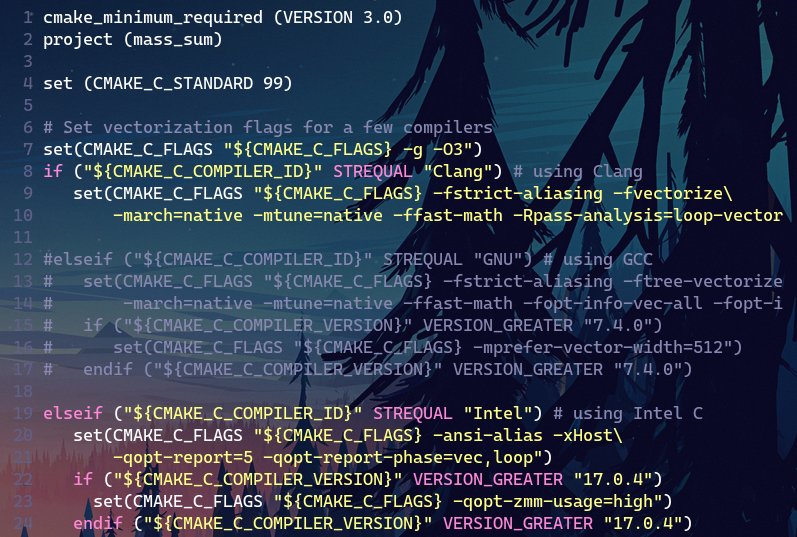 1 cmake_minimum_required (VERSION 3.0)
2 project (mass_sum)
3
4 set (CMAKE_C_STANDARD 99)
5
6 # Set vectorization flags for a few compilers
7 set(CMAKE_C_FLAGS "${CMAKE_C_FLAGS} -g -O3")
8 if ("${CMAKE_C_COMPILER_ID}" STREQUAL "Clang") # using Clang
9    set(CMAKE_C_FLAGS "${CMAKE_C_FLAGS} -fstrict-aliasing -fvectorize\
10        -march=native -mtune=native -ffast-math -Rpass-analysis=loop-vector
11
12 #elseif ("${CMAKE_C_COMPILER_ID}" STREQUAL "GNU") # using GCC
13 #   set(CMAKE_C_FLAGS "${CMAKE_C_FLAGS} -fstrict-aliasing -ftree-vectorize
14 #       -march=native -mtune=native -ffast-math -fopt-info-vec-all -fopt-i
15 #   if ("${CMAKE_C_COMPILER_VERSION}" VERSION_GREATER "7.4.0")
16 #      set(CMAKE_C_FLAGS "${CMAKE_C_FLAGS} -mprefer-vector-width=512")
17 #   endif ("${CMAKE_C_COMPILER_VERSION}" VERSION_GREATER "7.4.0")
18
19 elseif ("${CMAKE_C_COMPILER_ID}" STREQUAL "Intel") # using Intel C
20    set(CMAKE_C_FLAGS "${CMAKE_C_FLAGS} -ansi-alias -xHost\
21        -qopt-report=5 -qopt-report-phase=vec,loop")
22    if ("${CMAKE_C_COMPILER_VERSION}" VERSION_GREATER "17.0.4")
23      set(CMAKE_C_FLAGS "${CMAKE_C_FLAGS} -qopt-zmm-usage=high")
24    endif ("${CMAKE_C_COMPILER_VERSION}" VERSION_GREATER "17.0.4")